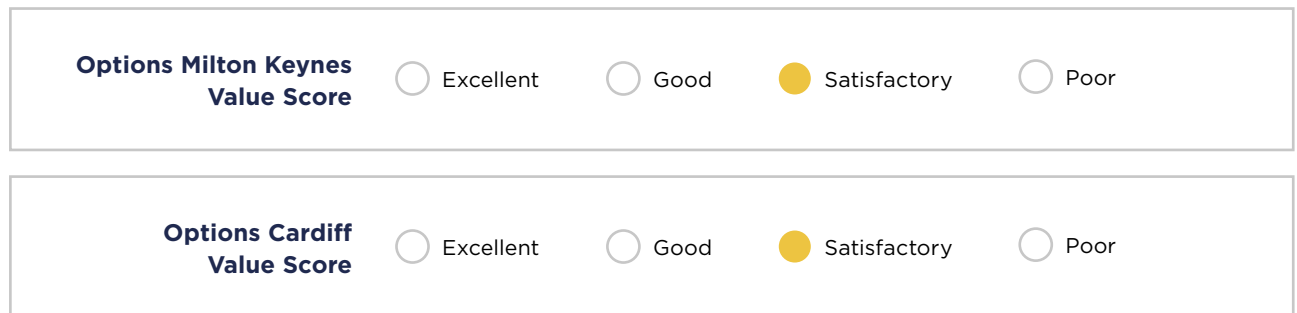 Options Milton Keynes
Value Score
Excellent Good Satisfactory Poor
Options Cardiff
Value Score
Excellent Good Satisfactory Poor